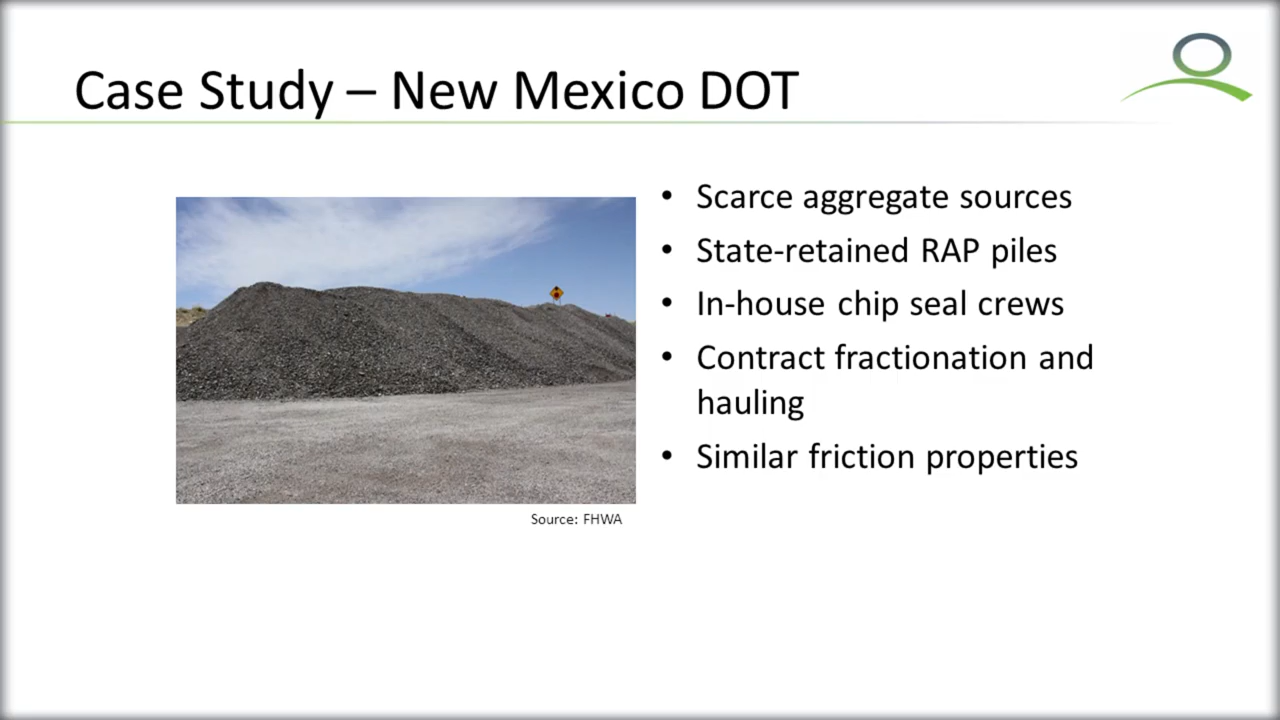 Case Study – New Mexico DOT
• Scarce aggregate sources
• State-retained RAP piles
• In-house chip seal crews
• Contract fractionation and
hauling
• Similar friction properties
Source: FHWA